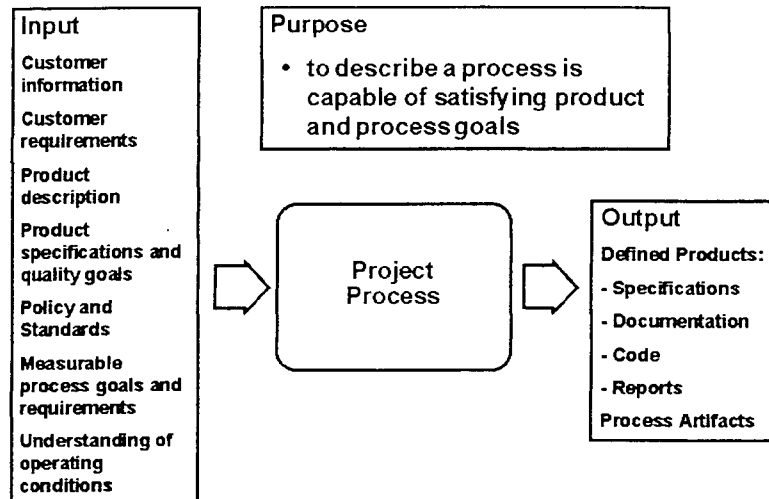 Input
Customer
information
Customer
requirements
Product
description
Product
specifications and
quality goals
Policy and
Standards
Measurable
process goals and
requirements
Understanding of
operating
conditions
Purpose
• to describe a process is
capable of satisfying product
and process goals
Project
Process
Output
Defined Products:
- Specifications
- Documentation
- Code
- Reports
Process Artifacts